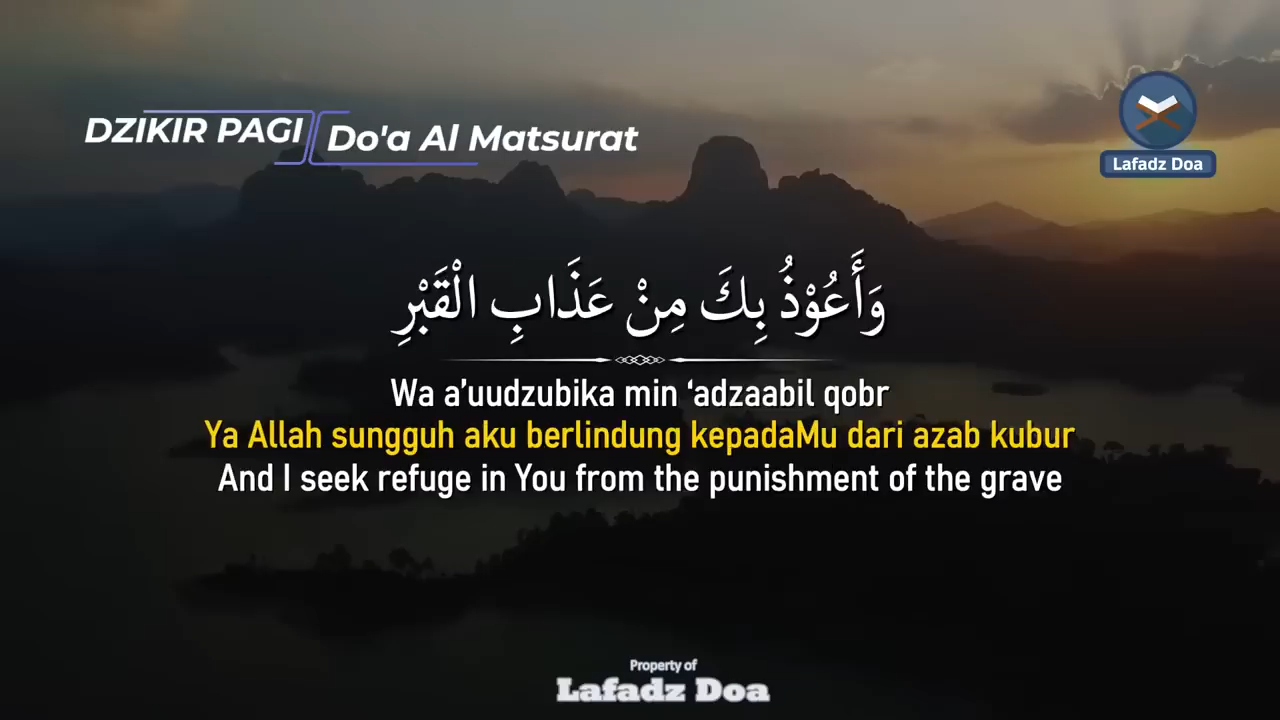 DZIKIR PAGI
Do'a Al Matsurat
Lafadz Doa
وَأَعُوْذُ بِكَ مِنْ عَذَابِ الْقَبْرِ
Wa a’uudzubika min ‘adzaabil qobr
Ya Allah sungguh aku berlindung kepadaMu dari azab kubur
And I seek refuge in You from the punishment of the grave
Property of
Lafadz Doa